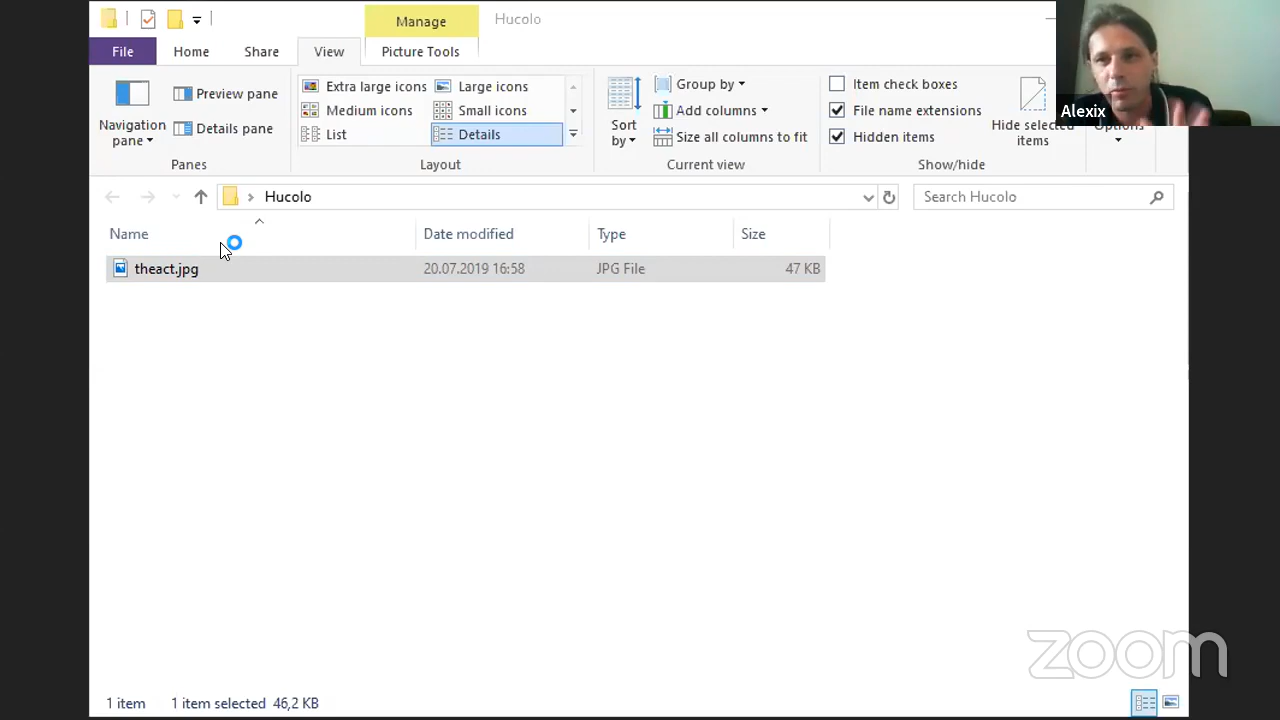 Manage
Hucolo
File
Home
Share
View
Picture Tools
Navigation pane
Preview pane
Details pane
Panes
Extra large icons
Large icons
Medium icons
Small icons
List
Details
Layout
Sort by
Group by
Add columns
Size all columns to fit
Current view
Item check boxes
File name extensions
Hidden items
Hide selected items
Options
Show/hide
Alexix
Hucolo
Search Hucolo
Name
Date modified
Type
Size
theact.jpg
20.07.2019 16:58
JPG File
47 KB
zoom
1 item
1 item selected 46,2 KB